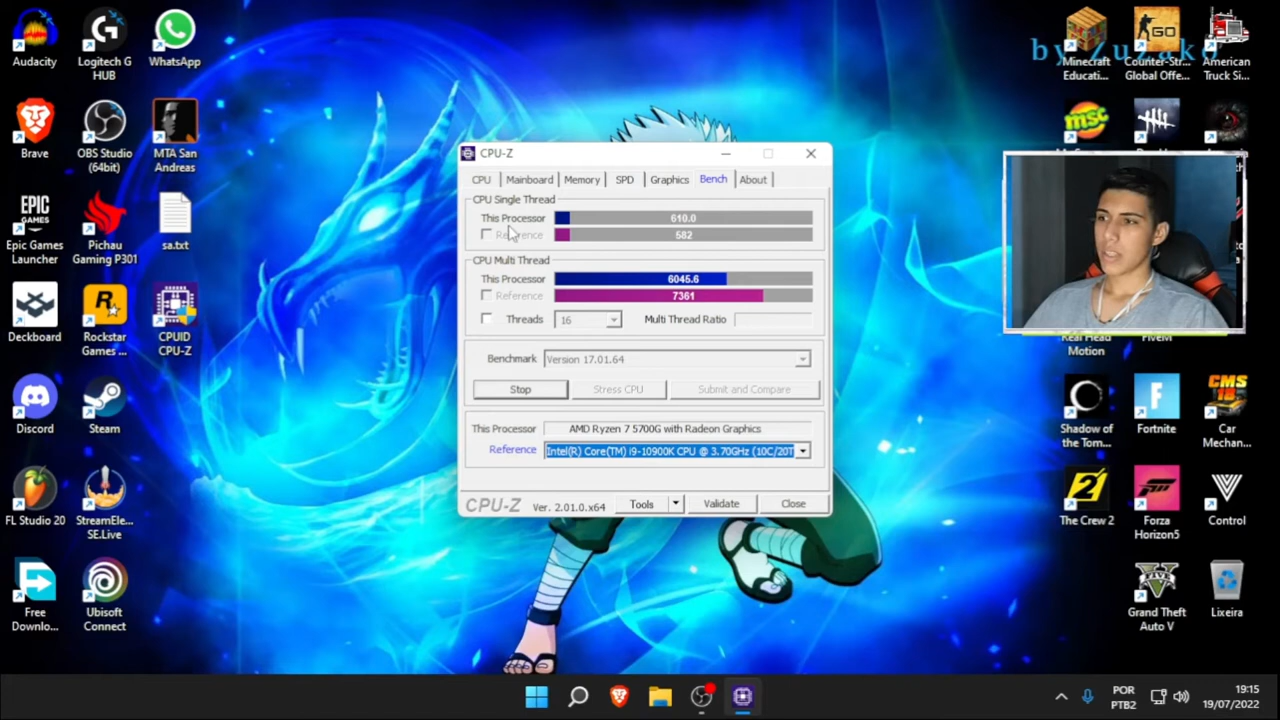 Audacity
Logitech G
HUB
WhatsApp
Brave
OBS Studio
(64bit)
MTA San
Andreas
Epic Games
Launcher
Pichau
Gaming P301
sa.txt
Deckboard
Rockstar
Games ...
CPUID
CPU-Z
Discord
Steam
FL Studio 20
StreamEle...
SE.Live
Free
Downlo...
Ubisoft
Connect
CPU-Z
CPU
Mainboard
Memory
SPD
Graphics
Bench
About
CPU Single Thread
This Processor
610.0
Reference
582
CPU Multi Thread
This Processor
6045.6
Reference
7361
Threads
16
Multi Thread Ratio
Benchmark
Version 17.01.64
Stop
Stress CPU
Submit and Compare
This Processor
AMD Ryzen 7 5700G with Radeon Graphics
Reference
Intel(R) Core(TM) i9-10900K CPU @ 3.70GHz (10C/20T
CPU-Z
Ver. 2.01.0.x64
Tools
Validate
Close
by Zuzako
Minecraft
Educati...
GO
Counter-Str...
Global Offe...
American
Truck Si...
msc
Real Head
Motion
FiveM
Shadow of
the Tom...
Fortnite
CMS
Car
Mechan...
The Crew 2
Forza
Horizon5
Control
Grand Theft
Auto V
Lixeira
POR
PTB2
19:15
19/07/2022